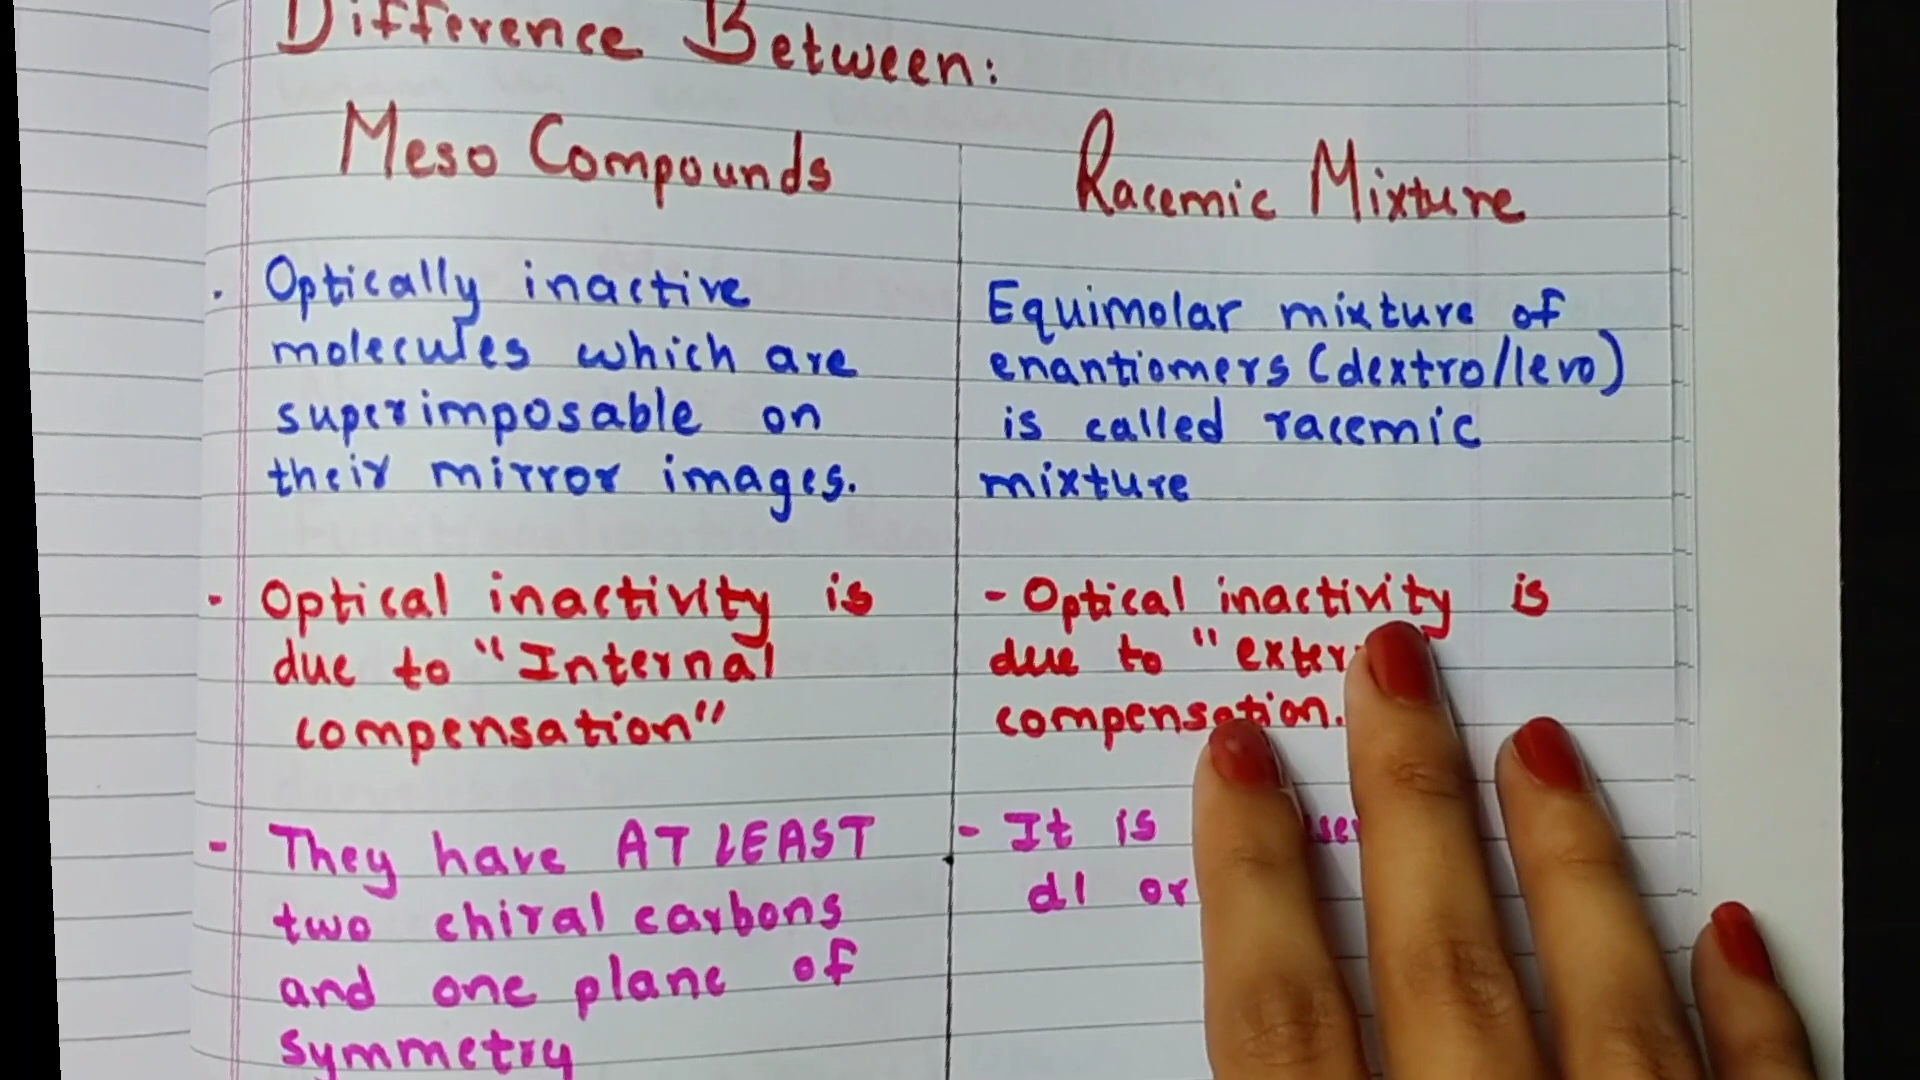 Difference Between:
Meso Compounds
· Optically inactive
molecules which are
superimposable on
their mirror images.
- Optical inactivity is
due to "Internal
compensation"
- They have AT LEAST
two chiral carbons
and one plane of
symmetry
Racemic Mixture
Equimolar mixture of
enantiomers (dextro/levo)
is called racemic
mixture
- Optical inactivity is
due to "
compensation.
- It is
dl or